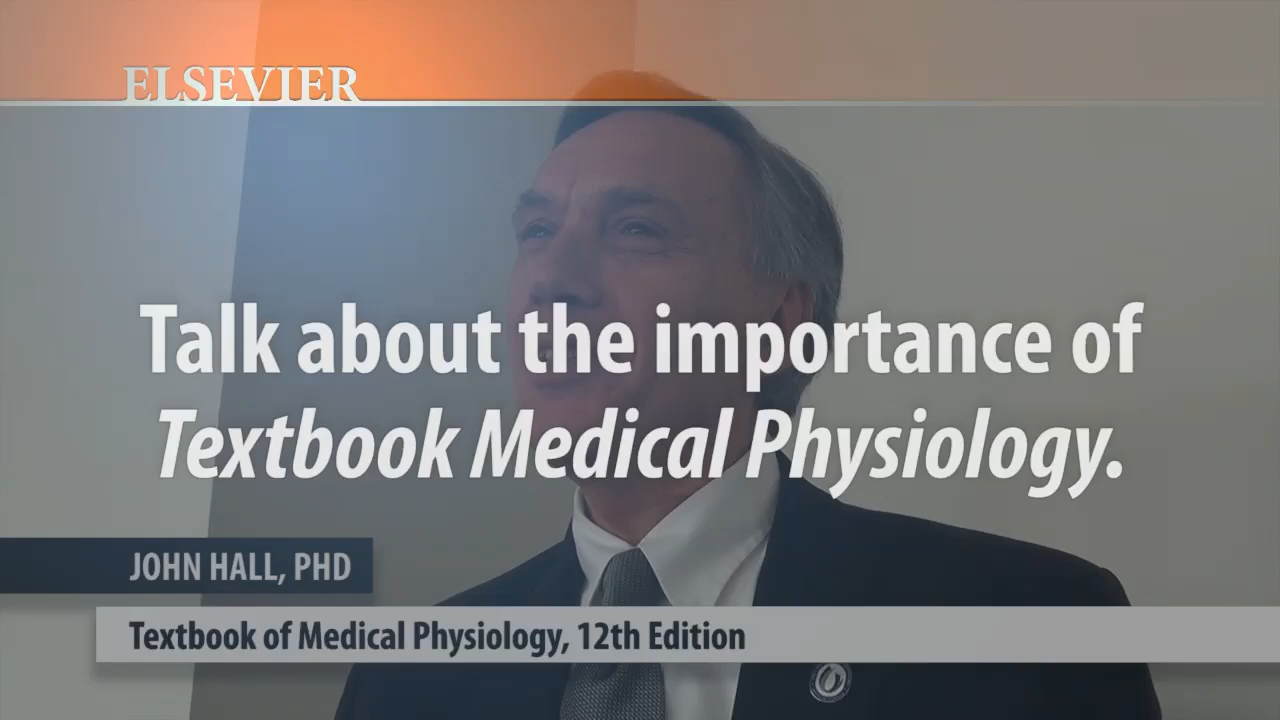 ELSEVIER
Talk about the importance of
Textbook Medical Physiology.
JOHN HALL, PHD
Textbook of Medical Physiology, 12th Edition